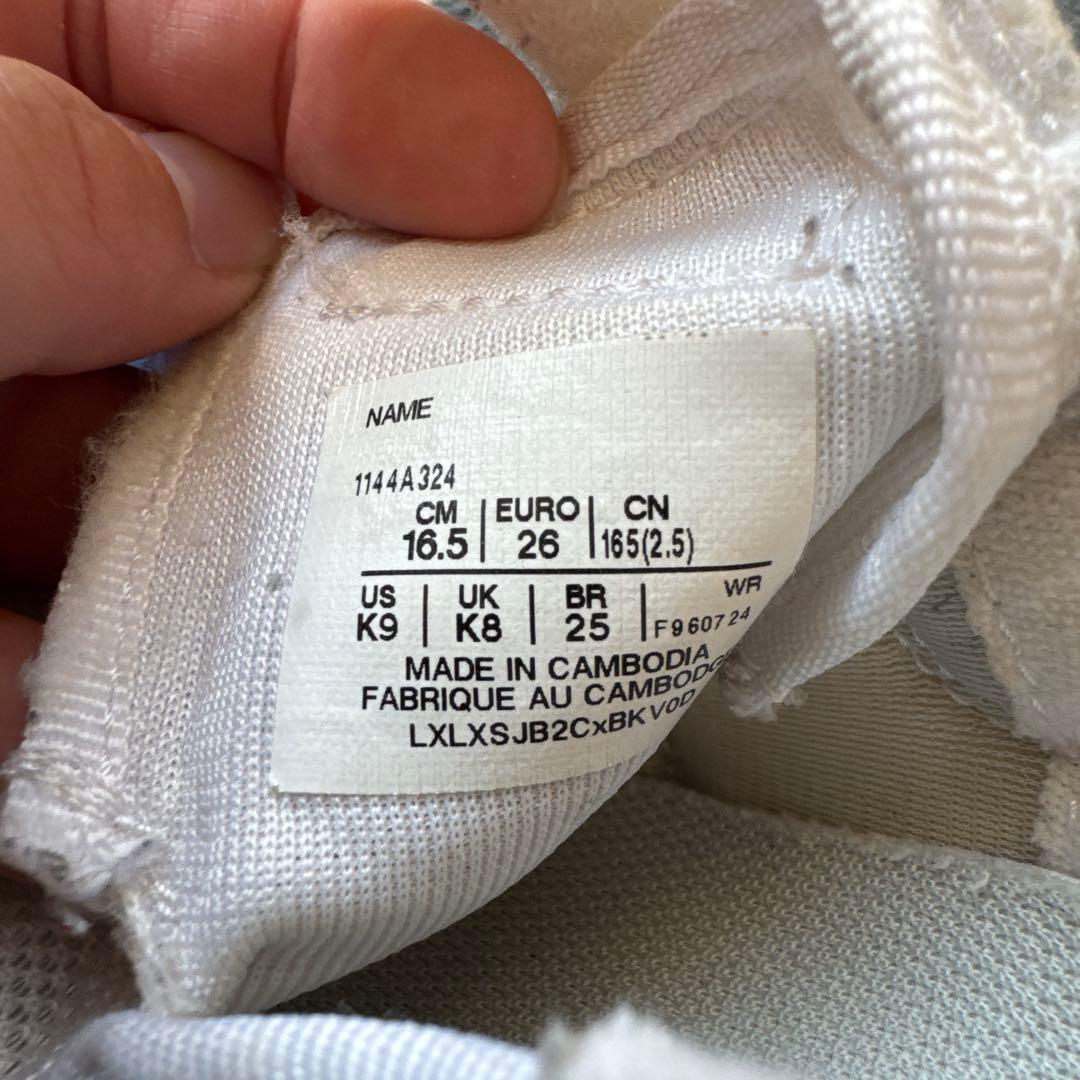 NAME
1144A324
CM EURO CN
16.5 26 165(2.5)
US UK BR WR
K9 K8 25 F960724
MADE IN CAMBODIA
FABRIQUE AU CAMBODG
LXLXSJB2CxBKV0D